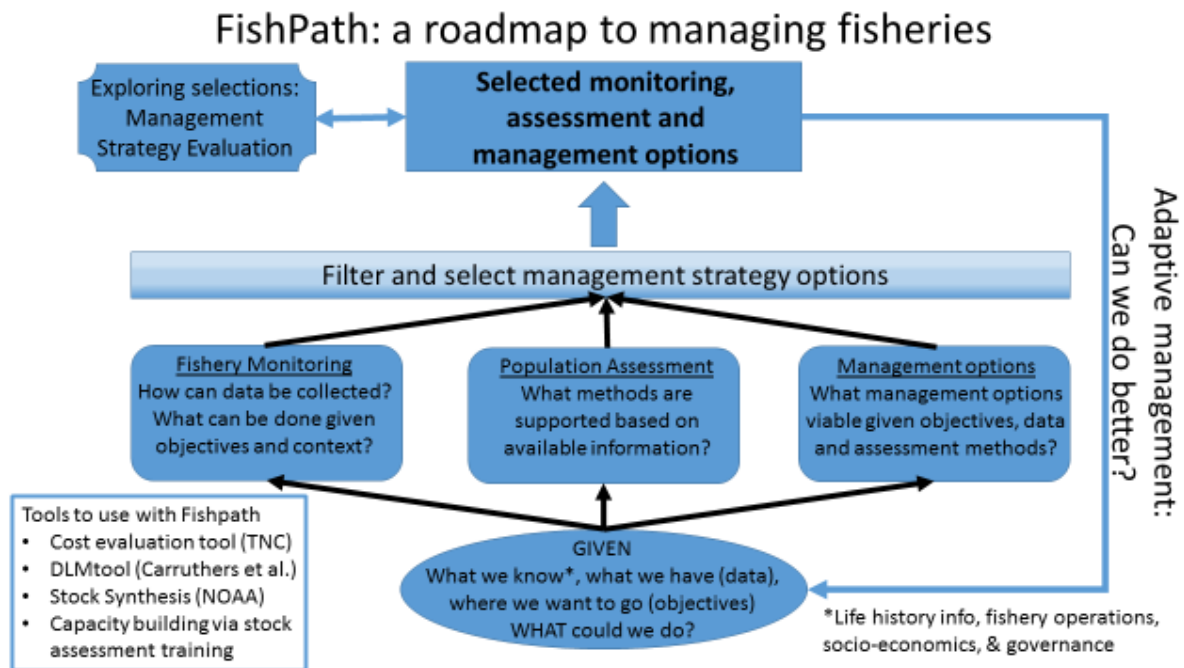 FishPath: a roadmap to managing fisheries
Exploring selections:
Management
Strategy Evaluation
Selected monitoring,
assessment and
management options
Adaptive management:
Can we do better?
Filter and select management strategy options
Fishery Monitoring
How can data be collected?
What can be done given
objectives and context?
Population Assessment
What methods are
supported based on
available information?
Management options
What management options
viable given objectives, data
and assessment methods?
Tools to use with Fishpath
• Cost evaluation tool (TNC)
• DLMtool (Carruthers et al.)
• Stock Synthesis (NOAA)
• Capacity building via stock
assessment training
GIVEN
What we know*, what we have (data),
where we want to go (objectives)
WHAT could we do?
*Life history info, fishery operations,
socio-economics, & governance